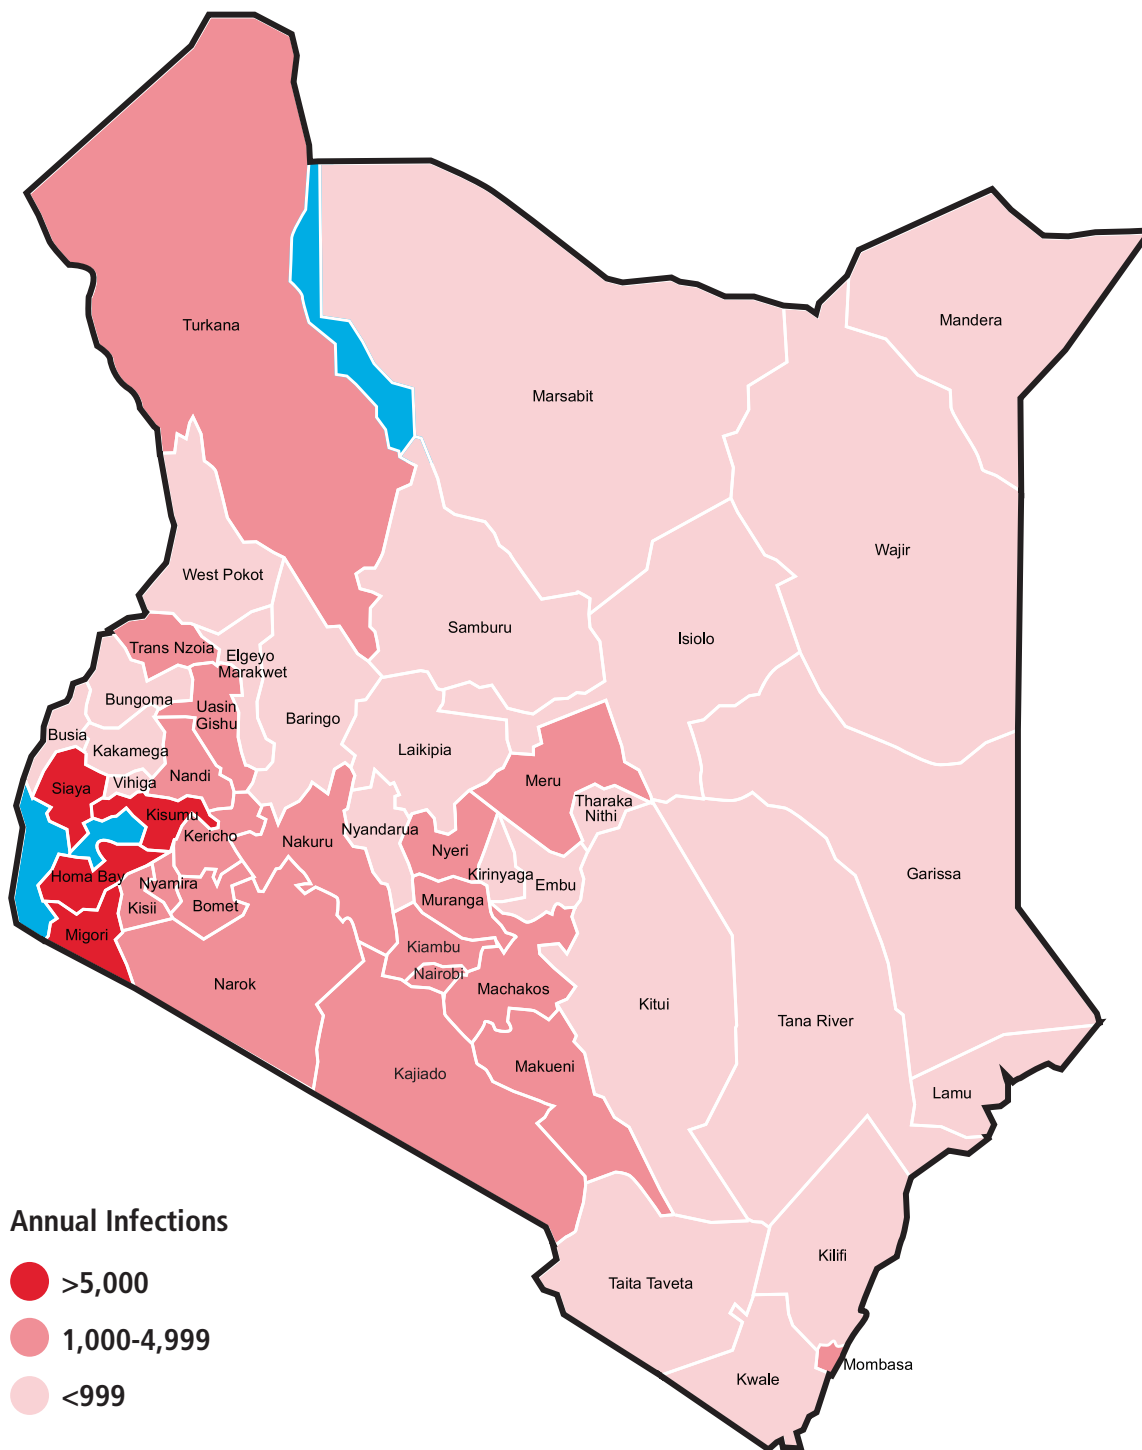 Turkana
Mandera
Marsabit
Wajir
West Pokot
Samburu
Isiolo
Trans Nzoia
Elgeyo
Marakwet
Bungoma
Uasin
Gishu
Baringo
Busia
Kakamega
Laikipia
Vihiga
Nandi
Siaya
Meru
Tharaka
Nithi
Kisumu
Kericho
Nakuru
Nyandarua
Nyeri
Kirinyaga
Embu
Garissa
Homa Bay
Nyamira
Kisii
Bomet
Muranga
Migori
Kiambu
Nairobi
Narok
Machakos
Kitui
Tana River
Kajiado
Makueni
Lamu
Kilifi
Taita Taveta
Mombasa
Kwale
Annual Infections
>5,000
1,000-4,999
<999